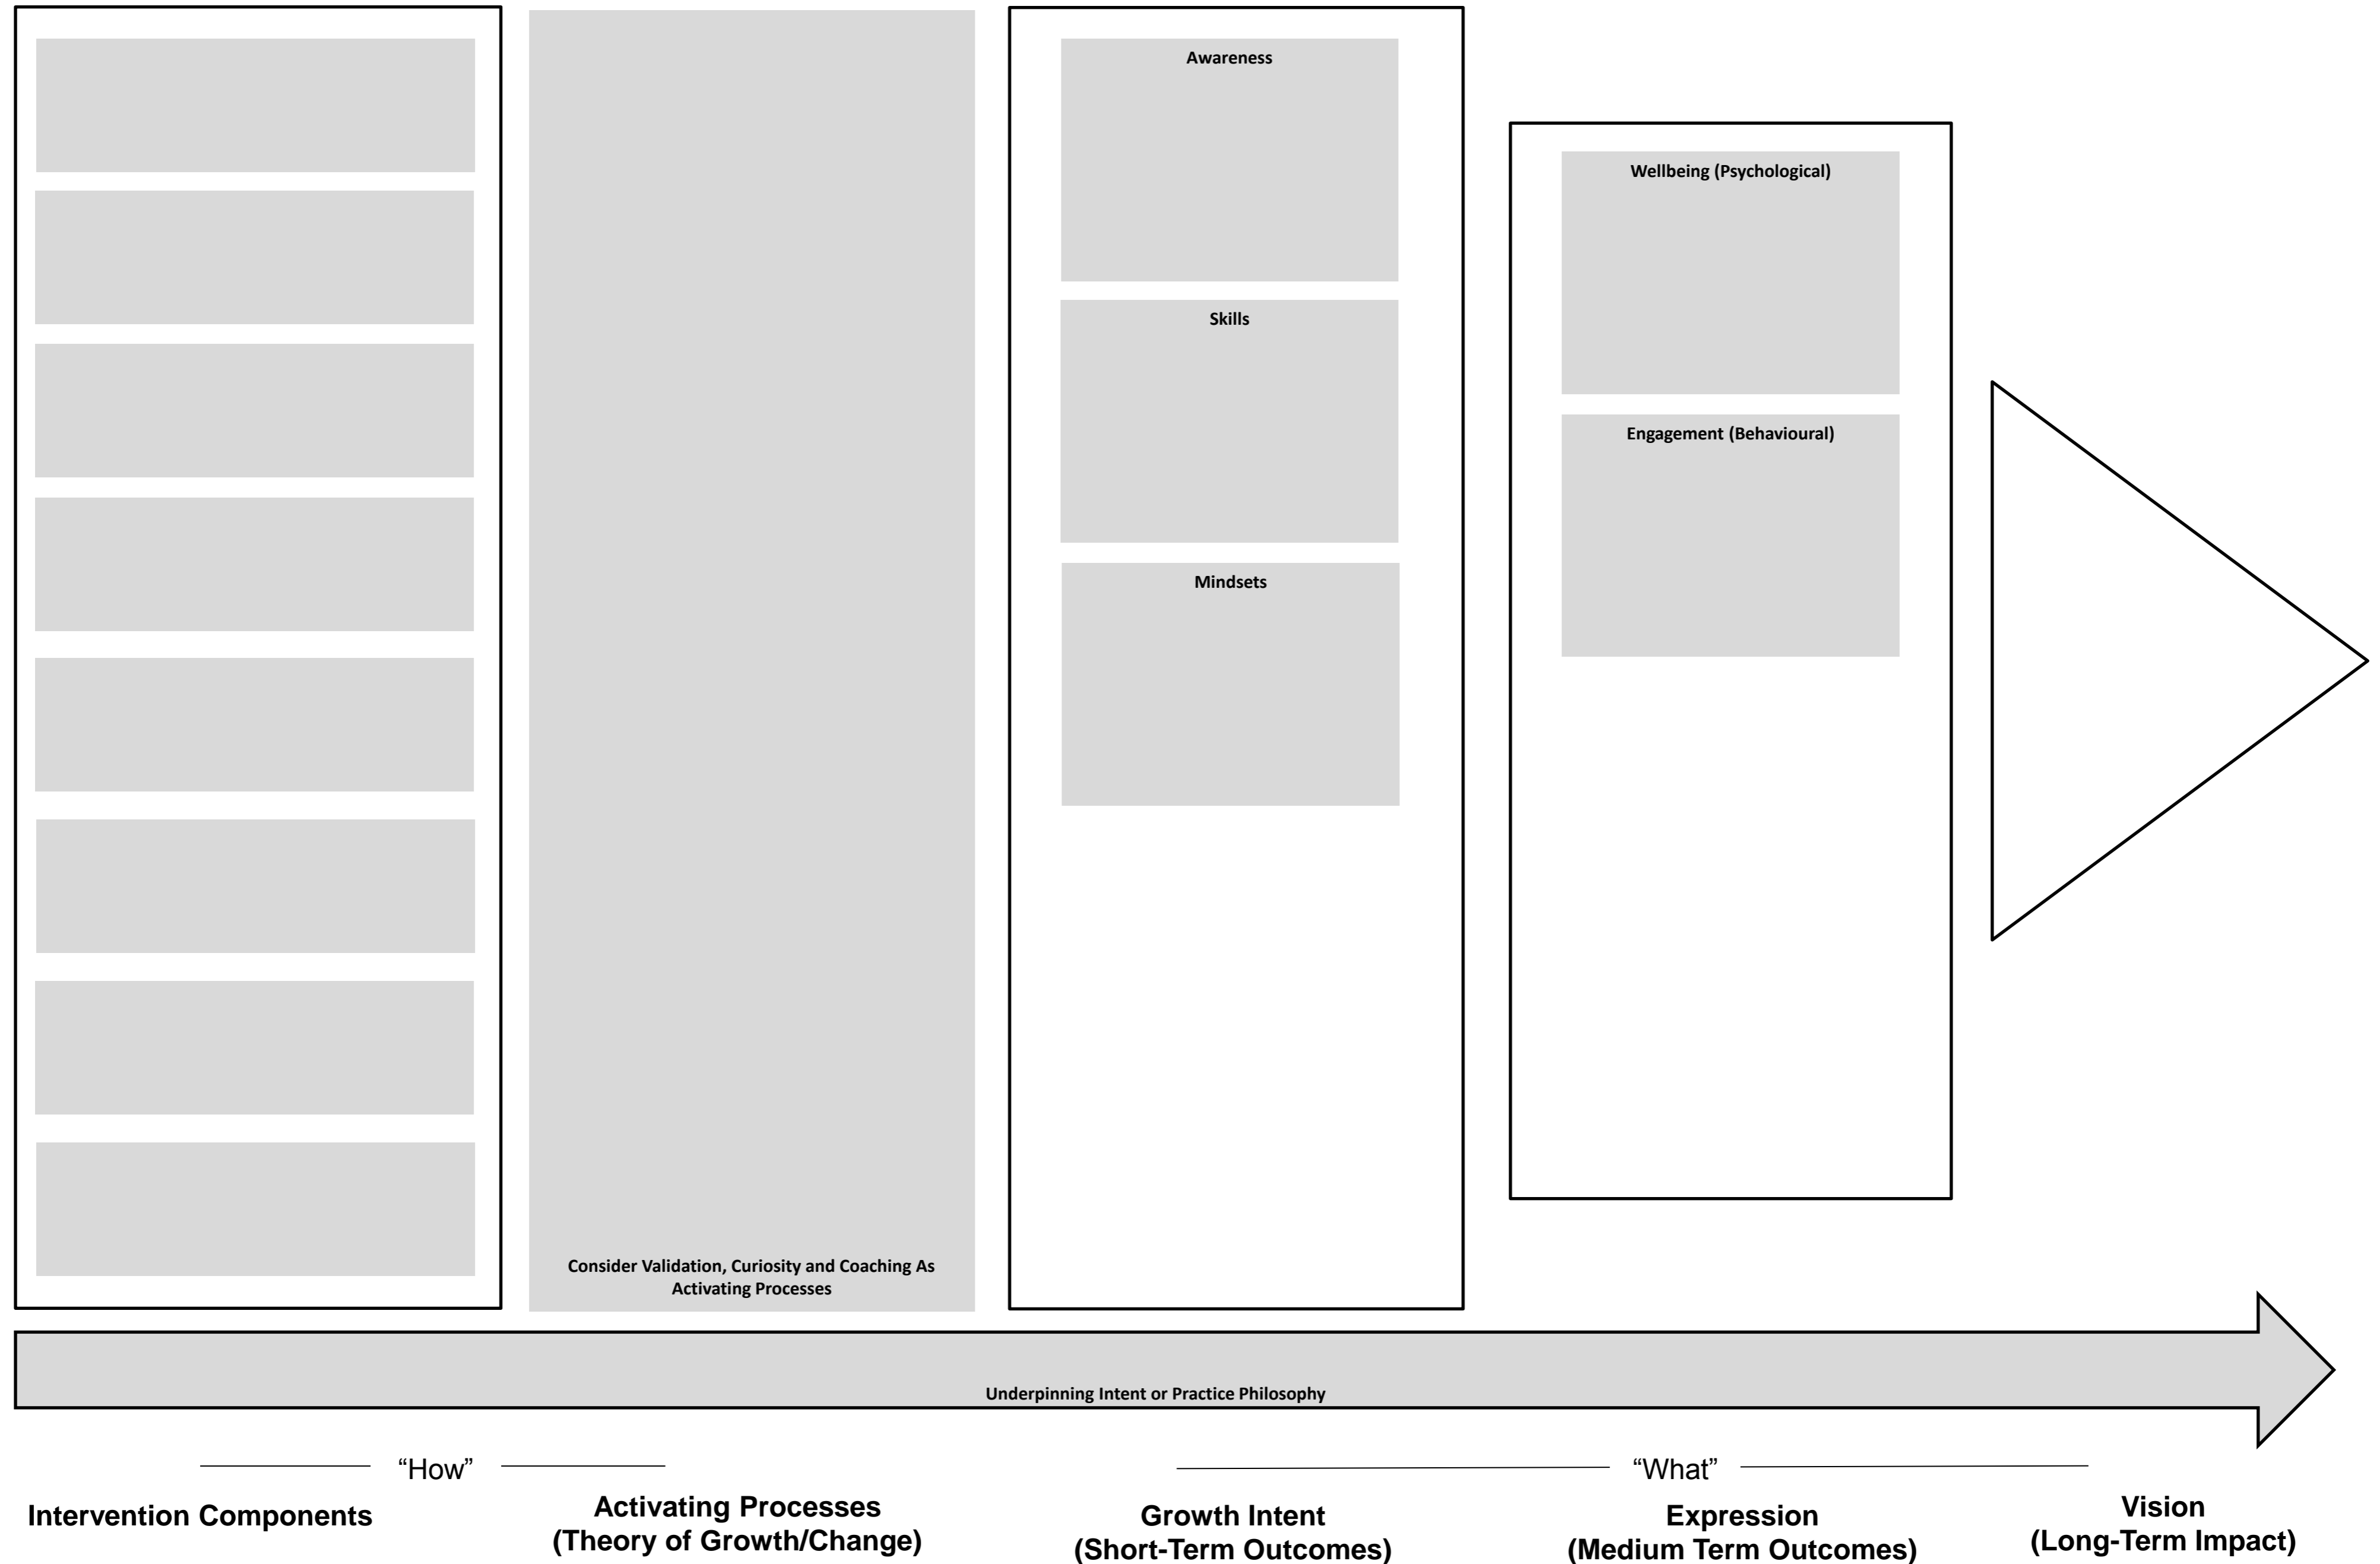 Awareness
Wellbeing (Psychological)
Skills
Engagement (Behavioural)
Mindsets
Consider Validation, Curiosity and Coaching As
Activating Processes
Underpinning Intent or Practice Philosophy
“How”
“What”
Intervention Components
Activating Processes
(Theory of Growth/Change)
Growth Intent
(Short-Term Outcomes)
Expression
(Medium Term Outcomes)
Vision
(Long-Term Impact)